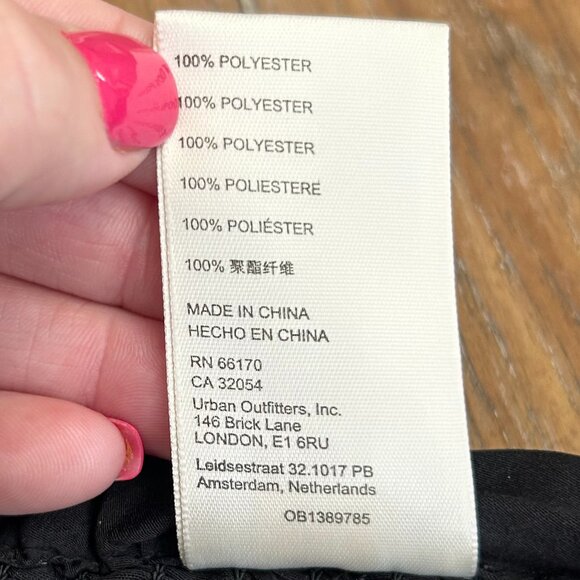 100% POLYESTER
100% POLYESTER
100% POLYESTER
100% POLIESTERE
100% POLIÉSTER
100% 聚酯纤维
MADE IN CHINA
HECHO EN CHINA
RN 66170
CA 32054
Urban Outfitters, Inc.
146 Brick Lane
LONDON, E1 6RU
Leidsestraat 32.1017 PB
Amsterdam, Netherlands
OB1389785